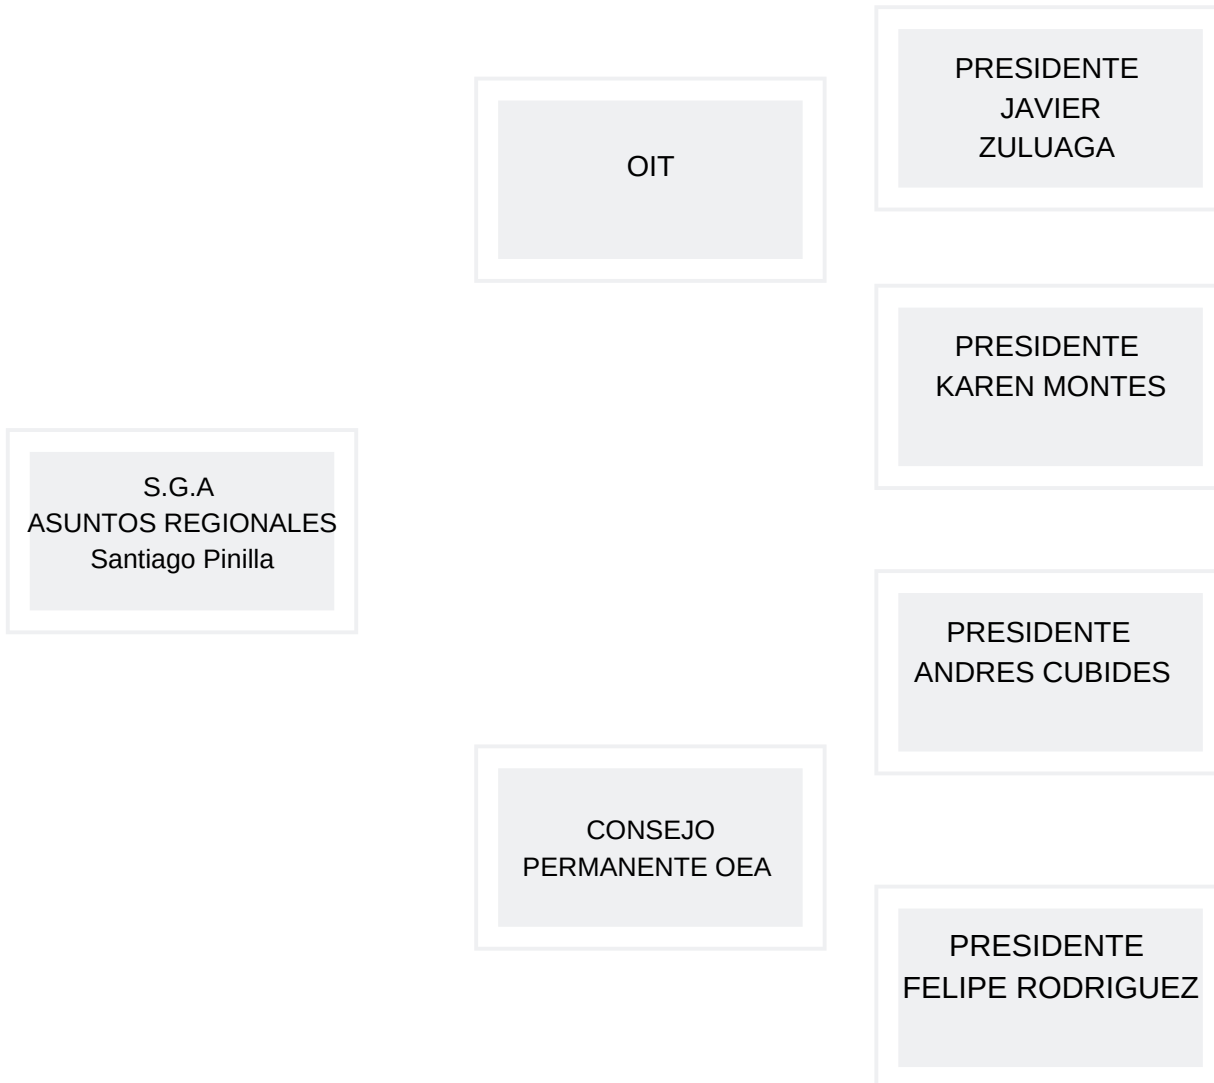 S.G.A
ASUNTOS REGIONALES
Santiago Pinilla
OIT
CONSEJO
PERMANENTE OEA
PRESIDENTE
JAVIER
ZULUAGA
PRESIDENTE
KAREN MONTES
PRESIDENTE
ANDRES CUBIDES
PRESIDENTE
FELIPE RODRIGUEZ